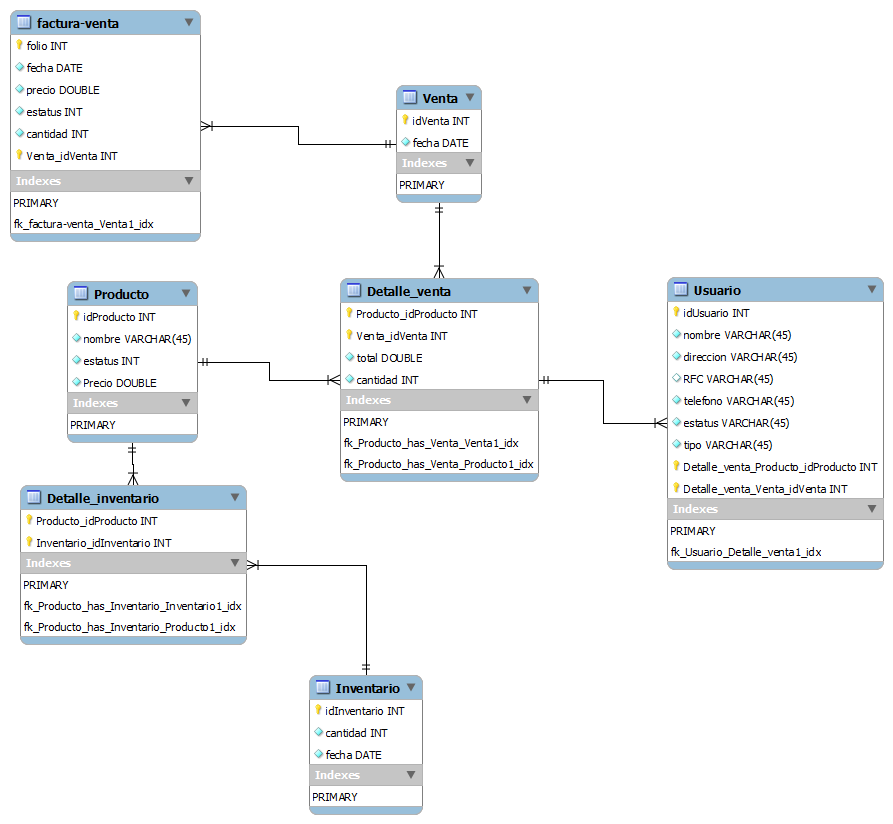 factura-venta
folio INT
fecha DATE
precio DOUBLE
estatus INT
cantidad INT
Venta_idVenta INT
Indexes
PRIMARY
fk_factura-venta_Venta1_idx
Venta
idVenta INT
fecha DATE
Indexes
PRIMARY
Producto
idProducto INT
nombre VARCHAR(45)
estatus INT
Precio DOUBLE
Indexes
PRIMARY
Detalle_venta
Producto_idProducto INT
Venta_idVenta INT
total DOUBLE
cantidad INT
Indexes
PRIMARY
fk_Producto_has_Venta_Venta1_idx
fk_Producto_has_Venta_Producto1_idx
Usuario
idUsuario INT
nombre VARCHAR(45)
direccion VARCHAR(45)
RFC VARCHAR(45)
telefono VARCHAR(45)
estatus VARCHAR(45)
tipo VARCHAR(45)
Detalle_venta_Producto_idProducto INT
Detalle_venta_Venta_idVenta INT
Indexes
PRIMARY
fk_Usuario_Detalle_venta1_idx
Detalle_inventario
Producto_idProducto INT
Inventario_idInventario INT
Indexes
PRIMARY
fk_Producto_has_Inventario_Inventario1_idx
fk_Producto_has_Inventario_Producto1_idx
Inventario
idInventario INT
cantidad INT
fecha DATE
Indexes
PRIMARY